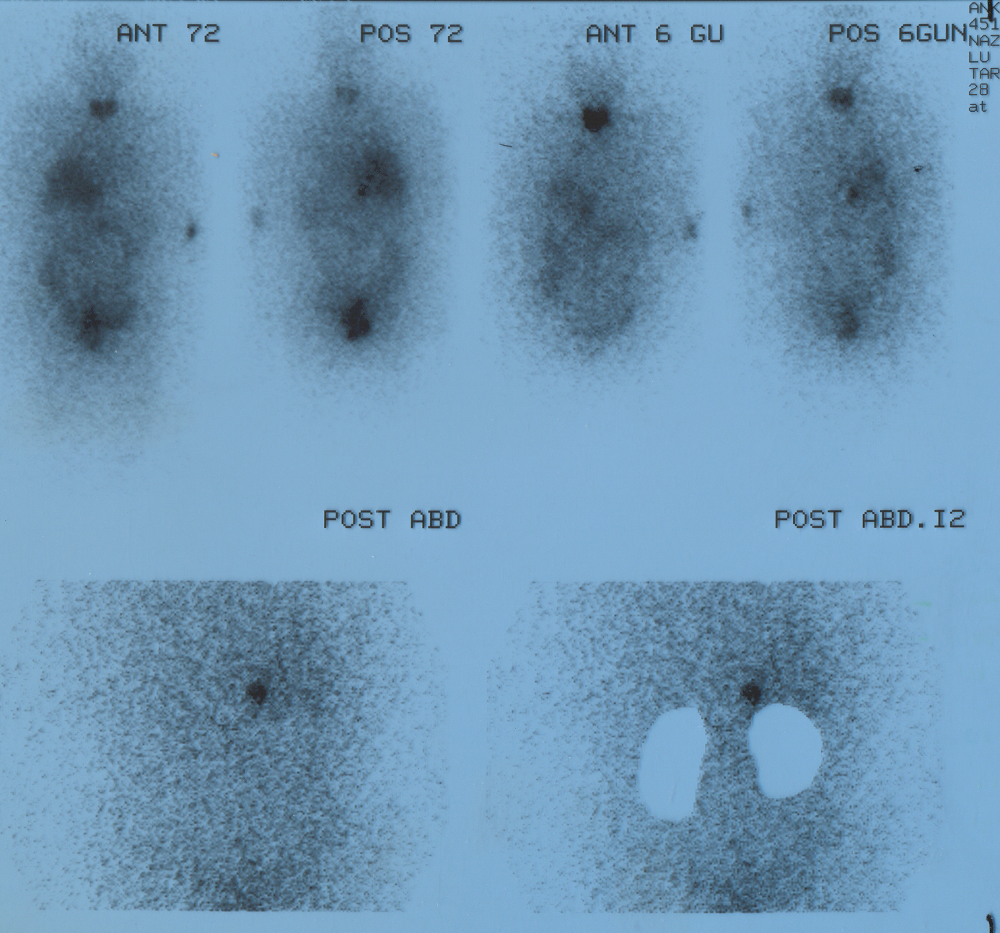 ANT 72
POS 72
ANT 6 GU
POS 6GUN
ANK
451
NAZ
LU
TAR
28
at
POST ABD
POST ABD.I2